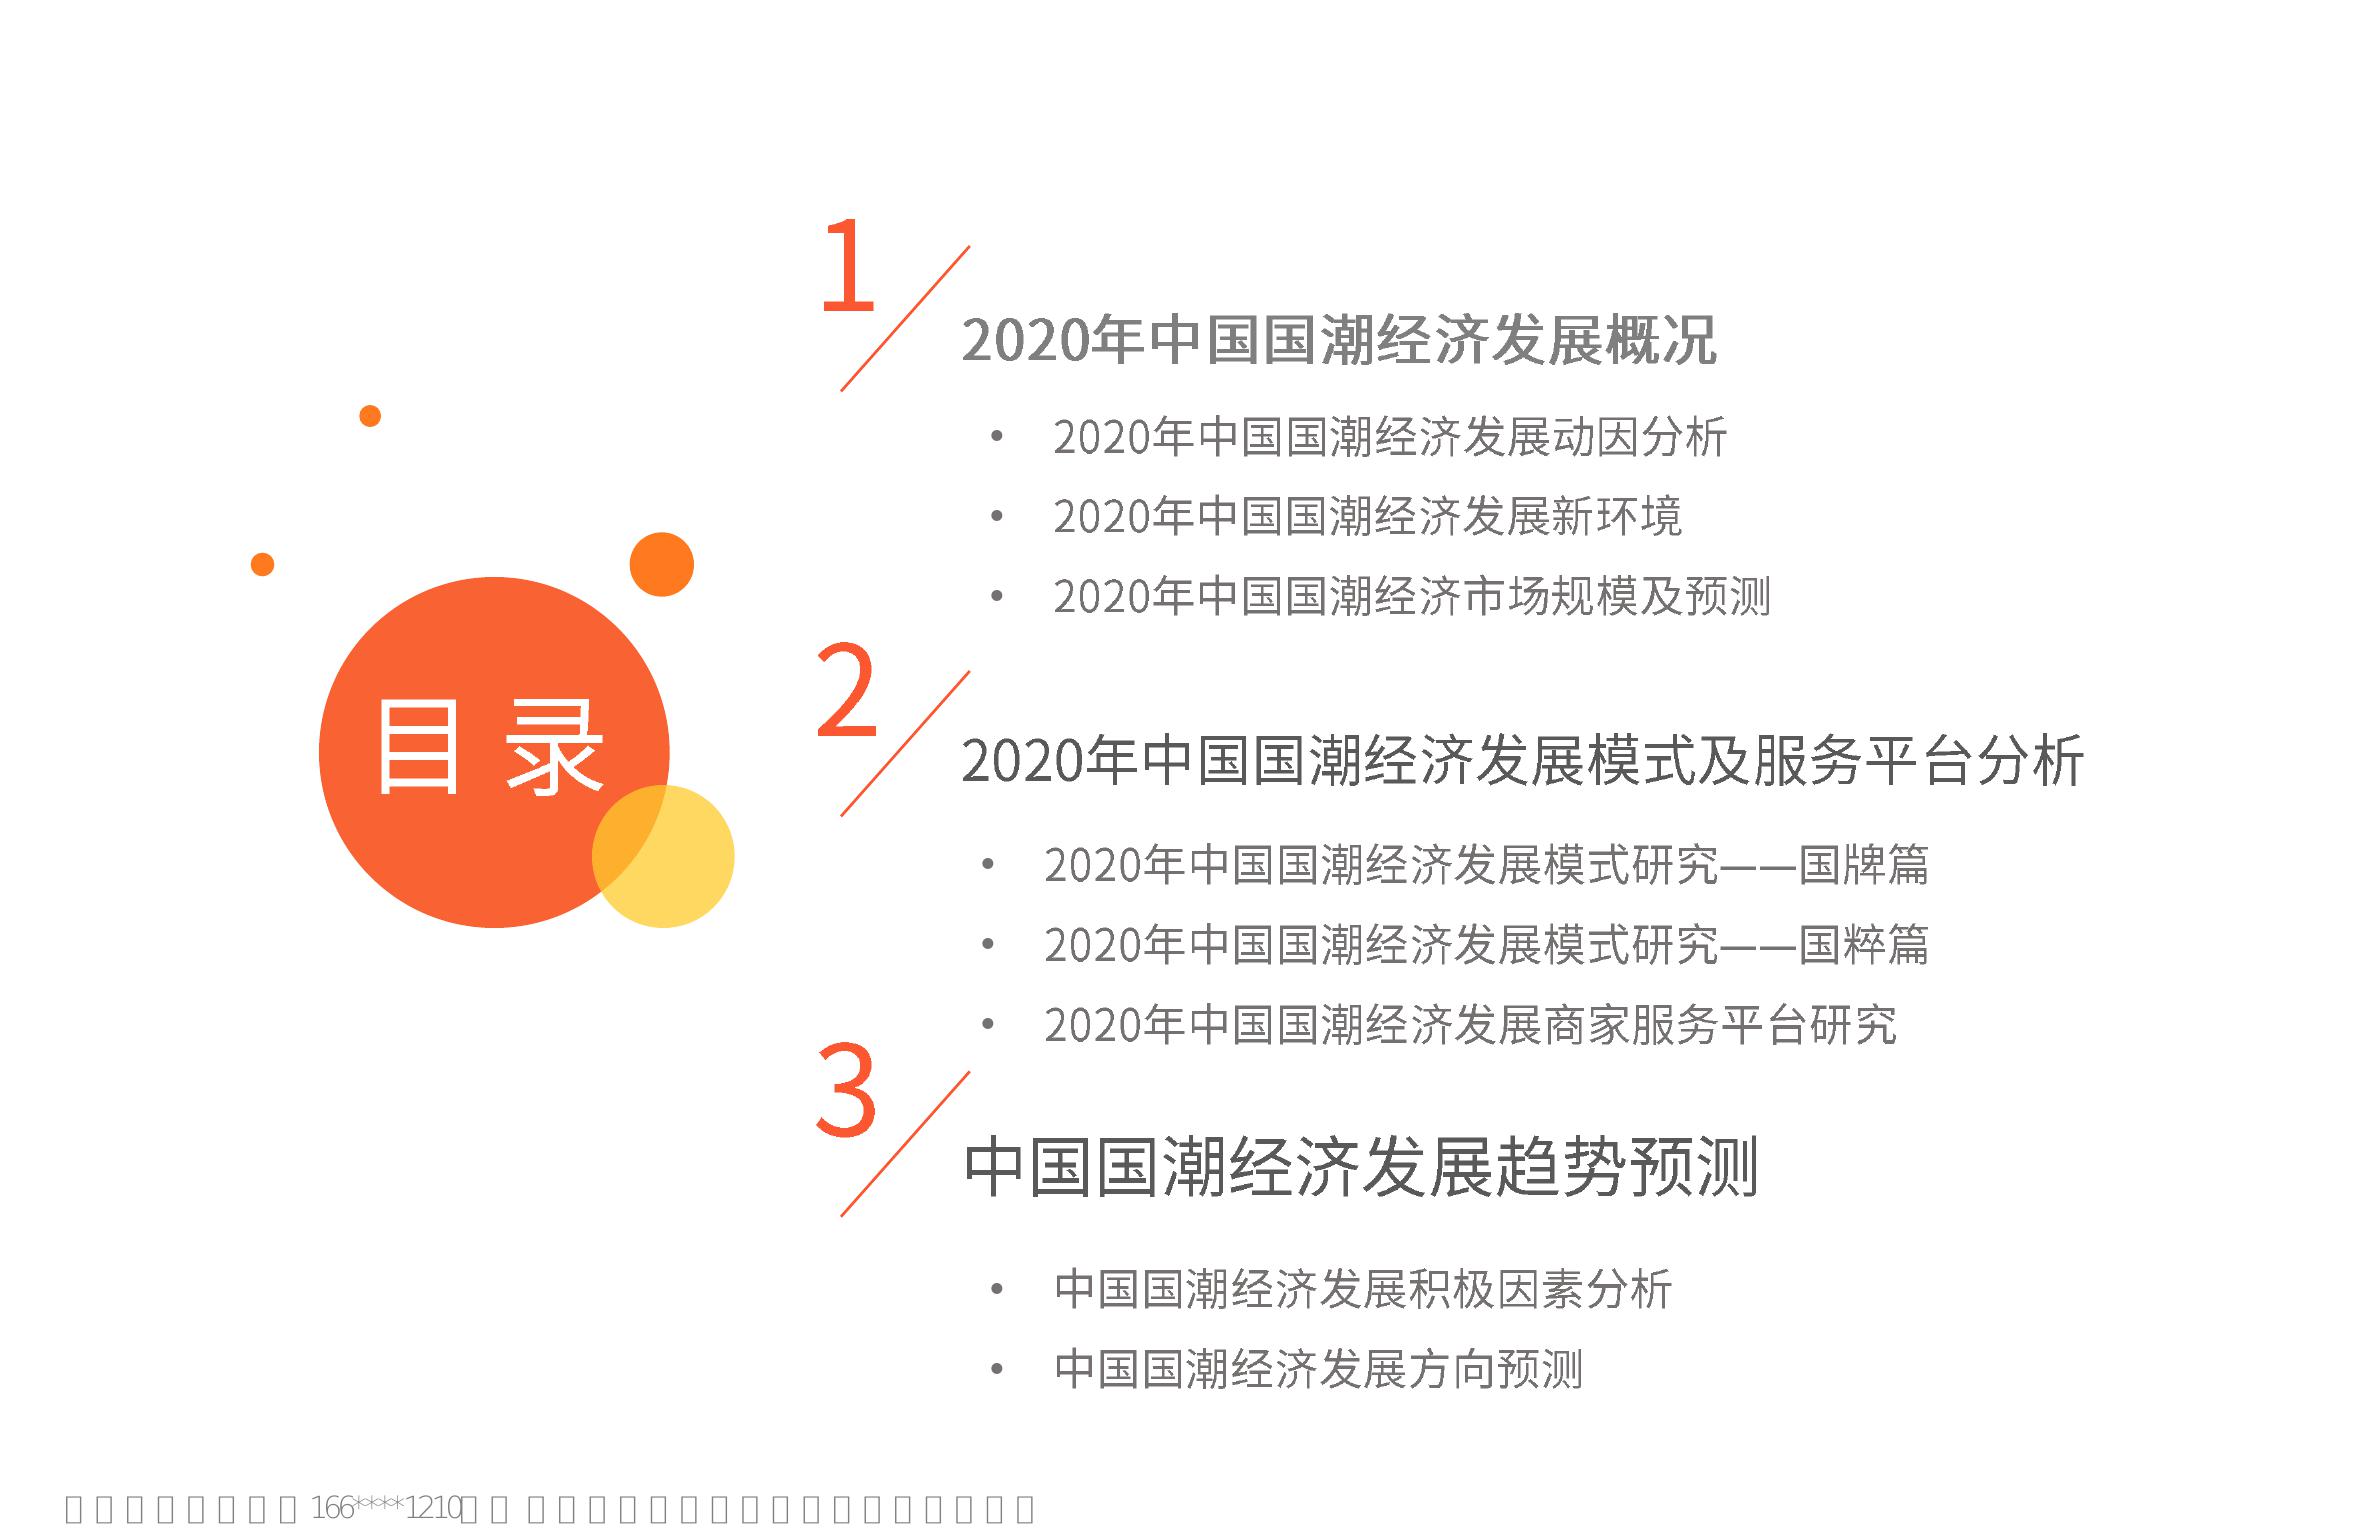 目录
1
2020年中国国潮经济发展概况
• 2020年中国国潮经济发展动因分析
• 2020年中国国潮经济发展新环境
• 2020年中国国潮经济市场规模及预测
2
2020年中国国潮经济发展模式及服务平台分析
• 2020年中国国潮经济发展模式研究——国牌篇
• 2020年中国国潮经济发展模式研究——国粹篇
• 2020年中国国潮经济发展商家服务平台研究
3
中国国潮经济发展趋势预测
• 中国国潮经济发展积极因素分析
• 中国国潮经济发展方向预测
166****1210